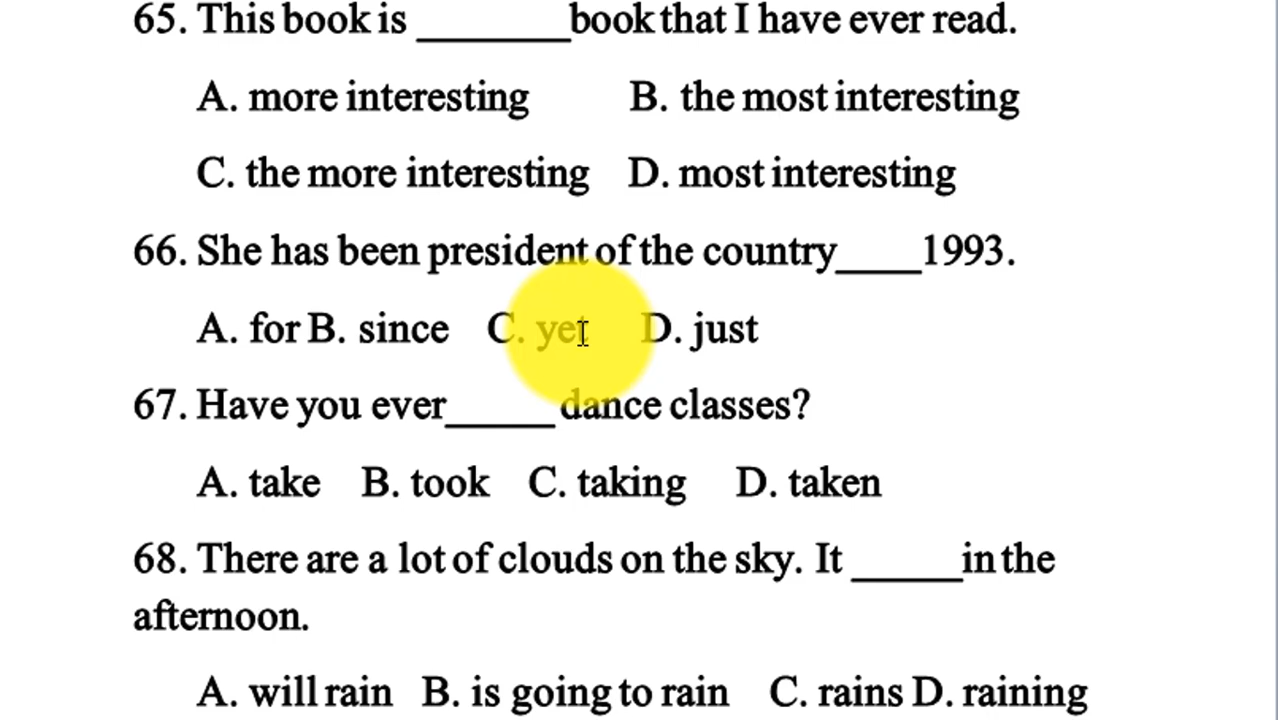 65. This book is ________book that I have ever read.
A. more interesting B. the most interesting
C. the more interesting D. most interesting
66. She has been president of the country____1993.
A. for B. since C. yet D. just
67. Have you ever_____ dance classes?
A. take B. took C. taking D. taken
68. There are a lot of clouds on the sky. It _____in the
afternoon.
A. will rain B. is going to rain C. rains D. raining